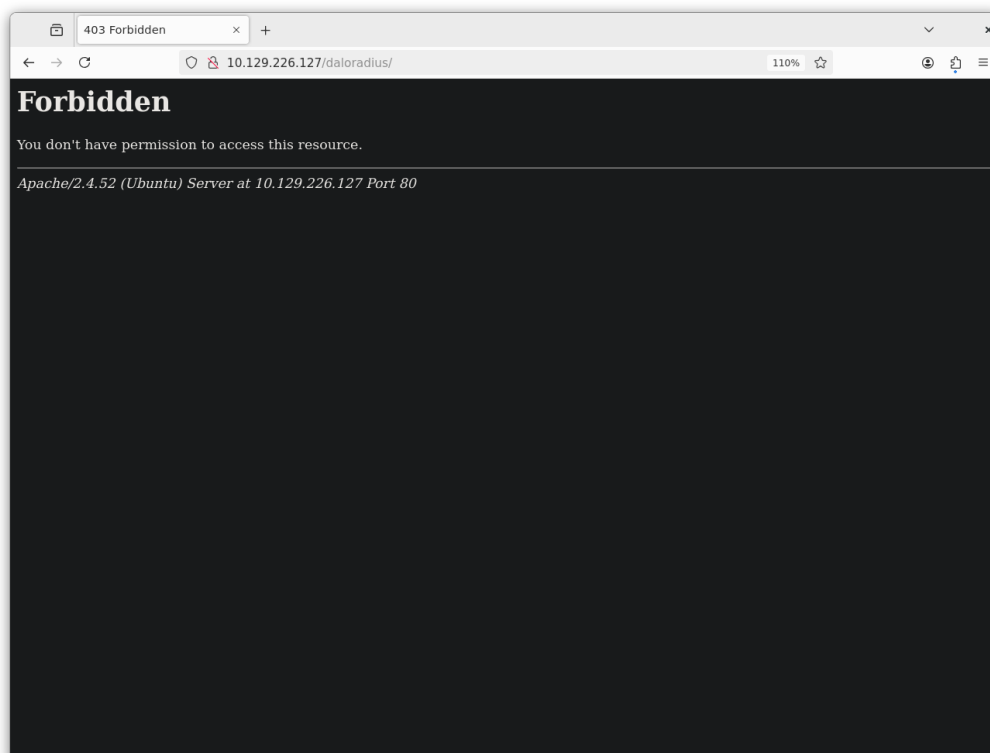 403 Forbidden
10.129.226.127/daloradius/
110%
Forbidden
You don't have permission to access this resource.
Apache/2.4.52 (Ubuntu) Server at 10.129.226.127 Port 80